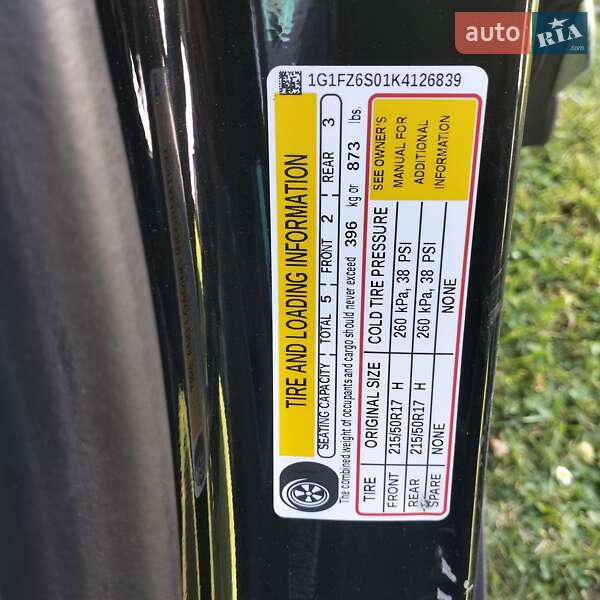 auto RIA .com
1G1FZ6S01K4126839
TIRE AND LOADING INFORMATION
SEATING CAPACITY TOTAL 5 FRONT 2 REAR 3
The combined weight of occupants and cargo should never exceed 396 kg or 873 lbs.
TIRE ORIGINAL SIZE COLD TIRE PRESSURE
FRONT 215/50R17 H 260 kPa, 38 PSI
REAR 215/50R17 H 260 kPa, 38 PSI
SPARE NONE NONE
SEE OWNER'S
MANUAL FOR
ADDITIONAL
INFORMATION